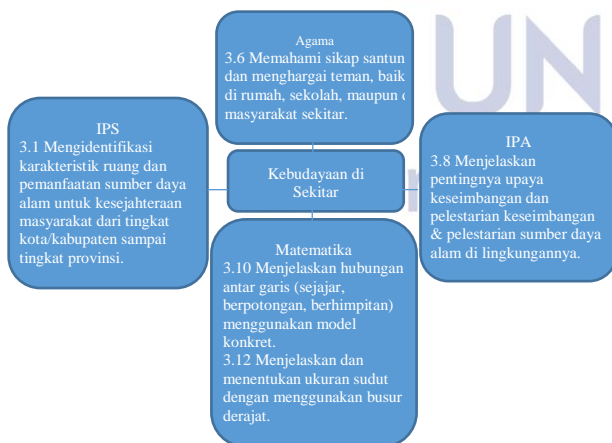 Agama
3.6 Memahami sikap santun
dan menghargai teman, baik
di rumah, sekolah, maupun
masyarakat sekitar.
UN
IPS
3.1 Mengidentifikasi
karakteristik ruang dan
pemanfaatan sumber daya
alam untuk kesejahteraan
masyarakat dari tingkat
kota/kabupaten sampai
tingkat provinsi.
Kebudayaan di
Sekitar
IPA
3.8 Menjelaskan
pentingnya upaya
keseimbangan dan
pelestarian keseimbangan
& pelestarian sumber daya
alam di lingkungannya.
Matematika
3.10 Menjelaskan hubungan
antar garis (sejajar,
berpotongan, berhimpitan)
menggunakan model
konkret.
3.12 Menjelaskan dan
menentukan ukuran sudut
dengan menggunakan busur
derajat.